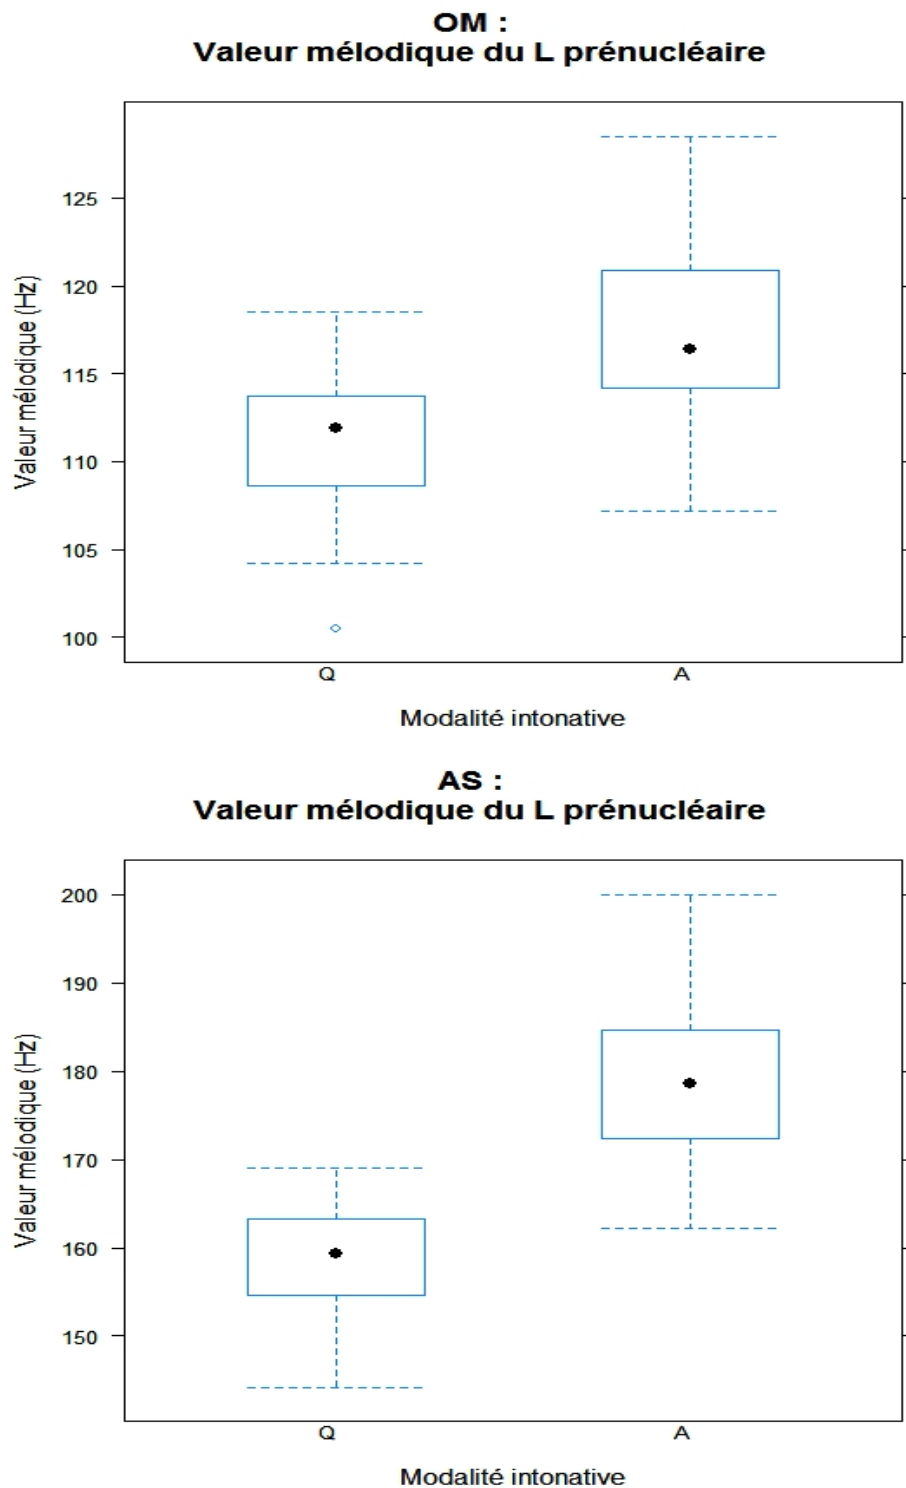 OM :
Valeur mélodique du L prénucléaire
Valeur mélodique (Hz)
125
120
115
110
105
100
Q A
Modalité intonative
AS :
Valeur mélodique du L prénucléaire
Valeur mélodique (Hz)
200
190
180
170
160
150
Q A
Modalité intonative